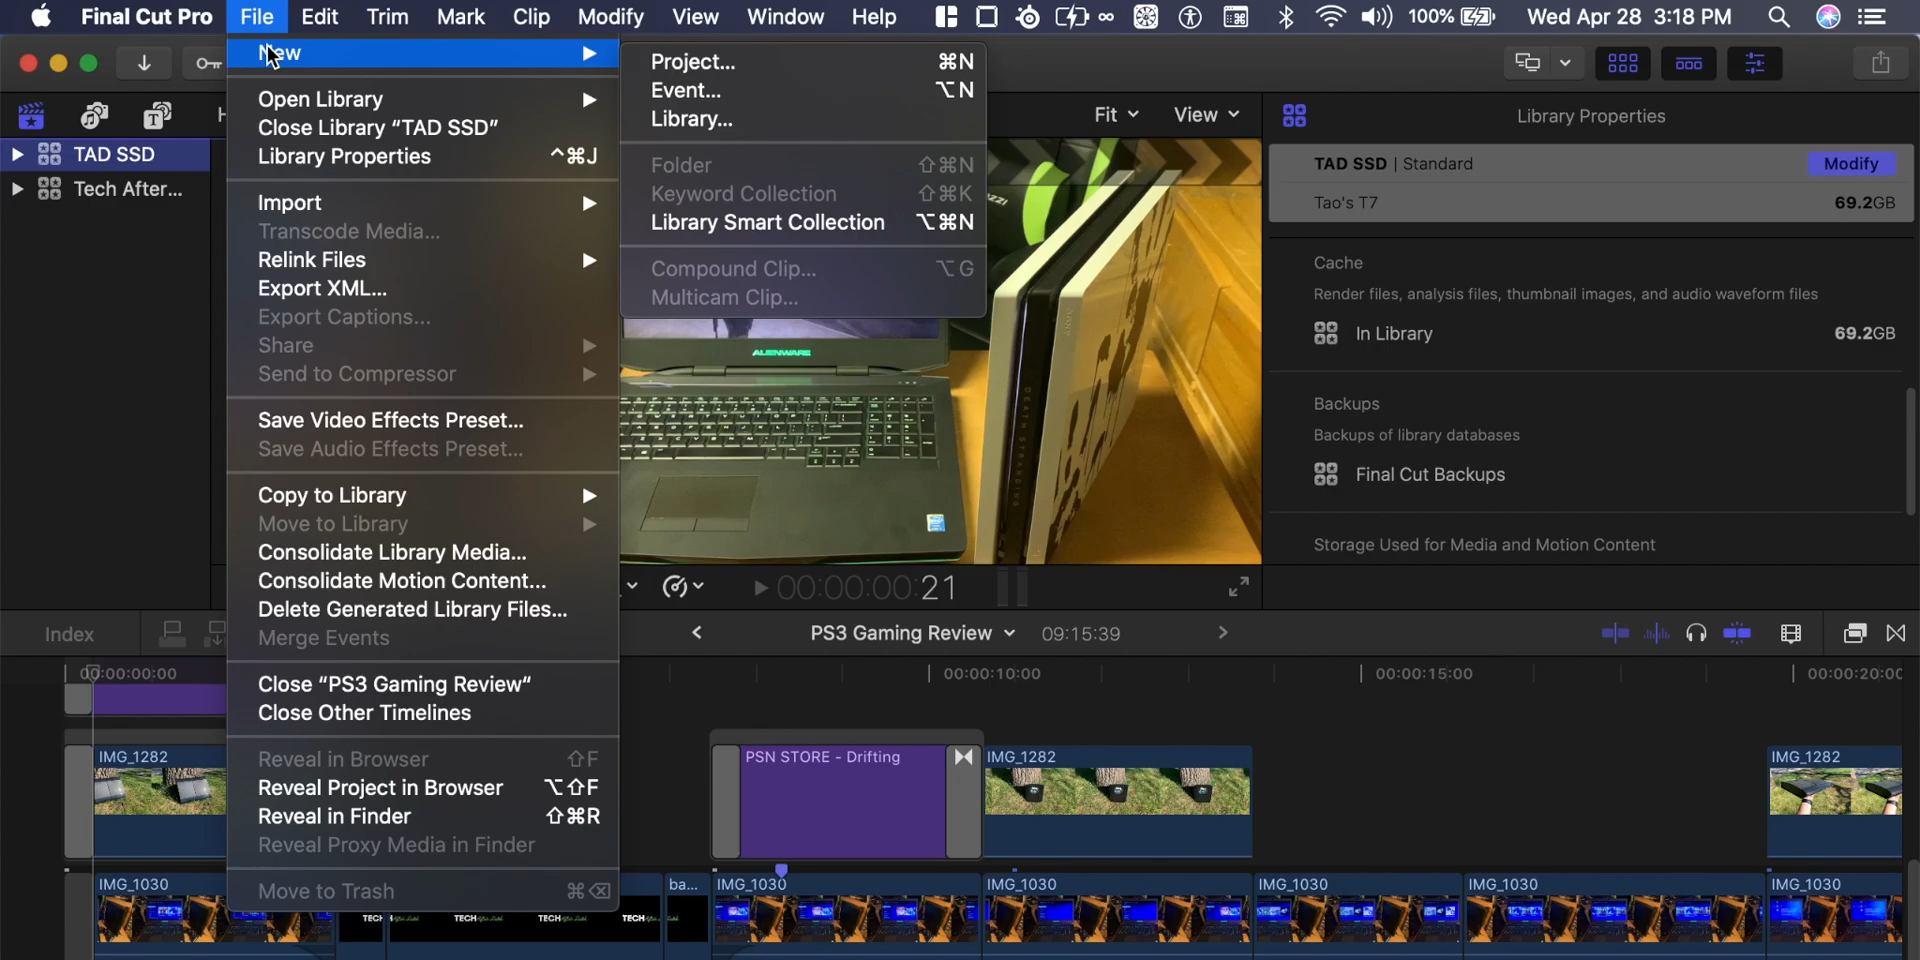 Final Cut Pro File Edit Trim Mark Clip Modify View Window Help 100% Wed Apr 28 3:18 PM
New
Open Library
Close Library “TAD SSD”
Library Properties ^⌘J
Import
Transcode Media...
Relink Files
Export XML...
Export Captions...
Share
Send to Compressor
Save Video Effects Preset...
Save Audio Effects Preset...
Copy to Library
Move to Library
Consolidate Library Media...
Consolidate Motion Content...
Delete Generated Library Files...
Merge Events
Close “PS3 Gaming Review”
Close Other Timelines
Reveal in Browser ⇧F
Reveal Project in Browser ⌥⇧F
Reveal in Finder ⇧⌘R
Reveal Proxy Media in Finder
Move to Trash ⌘⌫
Project... ⌘N
Event... ⌥N
Library...
Folder ⇧⌘N
Keyword Collection ⇧⌘K
Library Smart Collection ⌥⌘N
Compound Clip... ⌥G
Multicam Clip...
TAD SSD
Tech After...
Fit View
ALIENWARE
DEATH STRANDING
SONY
00:00:00:21
Library Properties
TAD SSD | Standard Modify
Tao's T7 69.2GB
Cache
Render files, analysis files, thumbnail images, and audio waveform files
In Library 69.2GB
Backups
Backups of library databases
Final Cut Backups
Storage Used for Media and Motion Content
Index PS3 Gaming Review 09:15:39
00:00:00:00 00:00:10:00 00:00:15:00 00:00:20:00
IMG_1282 PSN STORE - Drifting IMG_1282 IMG_1282
IMG_1030 ba... IMG_1030 IMG_1030 IMG_1030 IMG_1030 IMG_1030
TECH TECH TECH TECH